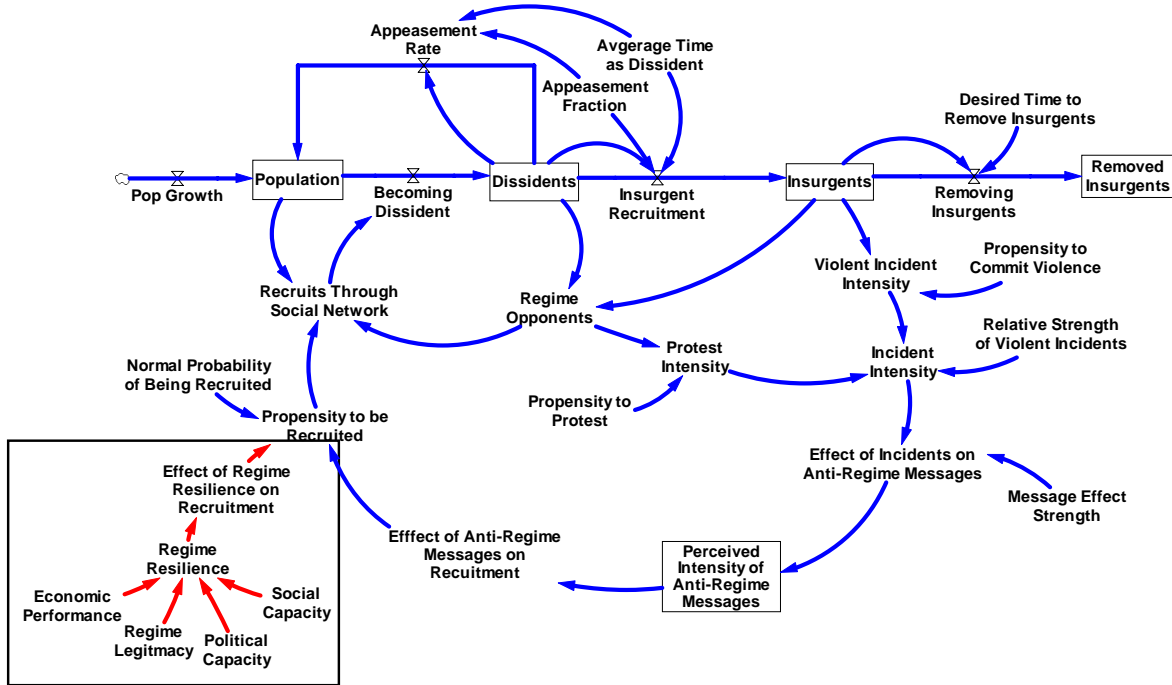 Appeasement
Rate
Avgerage Time
as Dissident
Appeasement
Fraction
Desired Time to
Remove Insurgents
Pop Growth
Population
Becoming
Dissident
Dissidents
Insurgent
Recruitment
Insurgents
Removing
Insurgents
Removed
Insurgents
Recruits Through
Social Network
Regime
Opponents
Violent Incident
Intensity
Propensity to
Commit Violence
Protest
Intensity
Incident
Intensity
Relative Strength
of Violent Incidents
Normal Probability
of Being Recruited
Propensity to
Protest
Propensity to be
Recruited
Effect of Regime
Resilience on
Recruitment
Effect of Incidents on
Anti-Regime Messages
Message Effect
Strength
Regime
Resilience
Efffect of Anti-Regime
Messages on
Recuitment
Perceived
Intensity of
Anti-Regime
Messages
Economic
Performance
Regime
Legitmacy
Political
Capacity
Social
Capacity